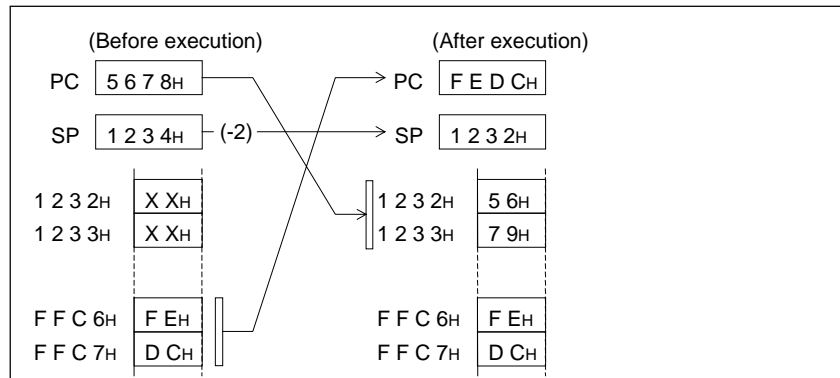 (Before execution) (After execution)
PC 5 6 7 8H PC F E D CH
SP 1 2 3 4H (-2) SP 1 2 3 2H
1 2 3 2H X XH 1 2 3 2H 5 6H
1 2 3 3H X XH 1 2 3 3H 7 9H
F F C 6H F EH F F C 6H F EH
F F C 7H D CH F F C 7H D CH